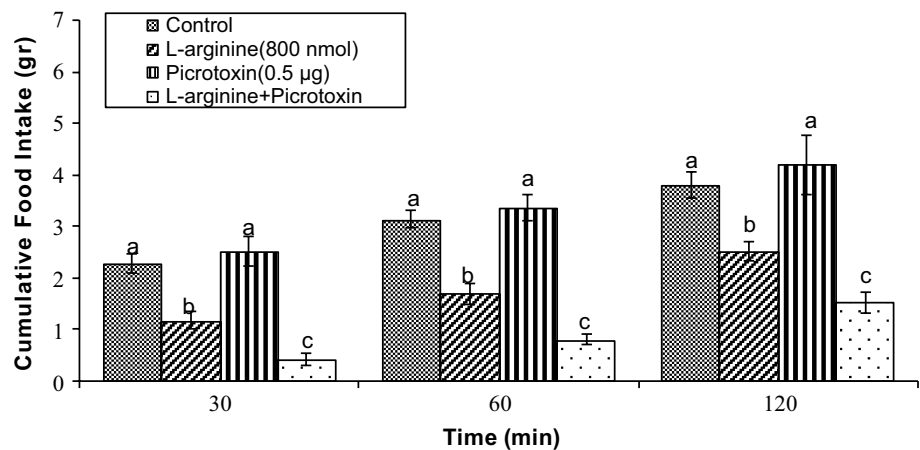 Cumulative Food Intake (gr)
7
6
5
4
3
2
1
0
Control
L-arginine(800 nmol)
Picrotoxin(0.5 µg)
L-arginine+Picrotoxin
a
b
a
c
a
b
a
c
a
b
a
c
30
60
120
Time (min)